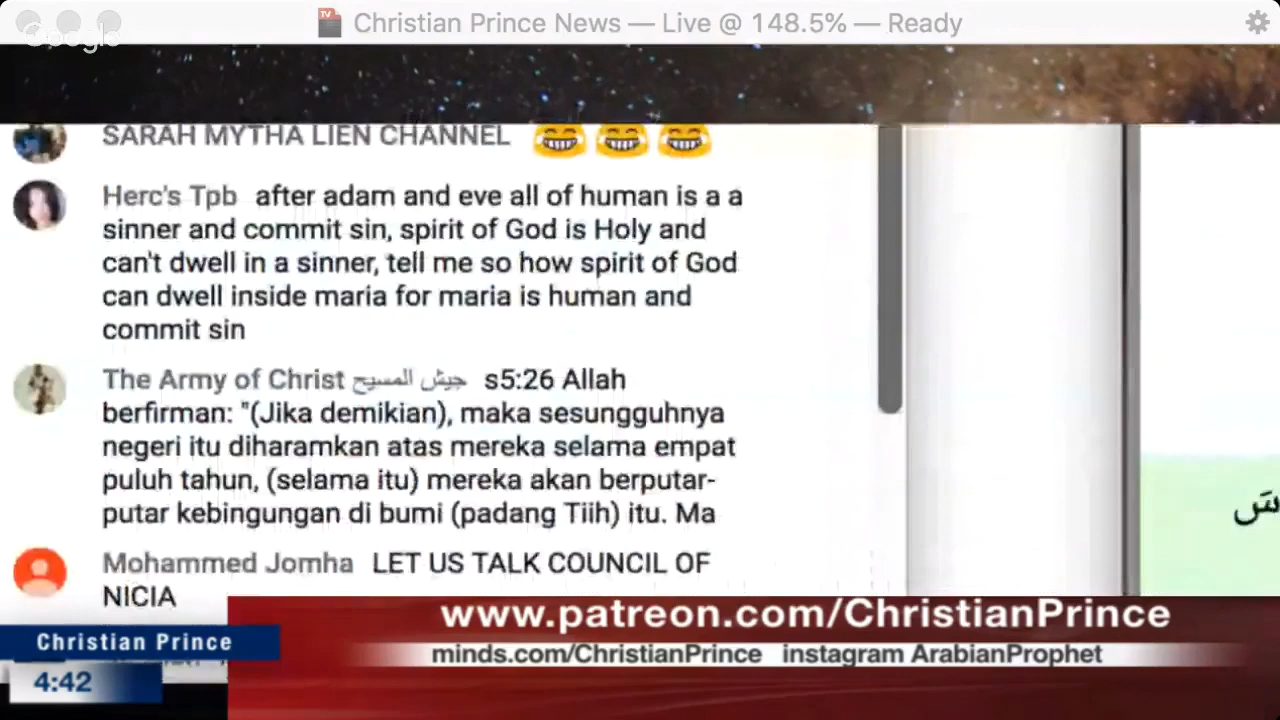 Christian Prince News — Live @ 148.5% — Ready
Google
SARAH MYTHA LIEN CHANNEL 😂 😂 😂
Herc's Tpb after adam and eve all of human is a a
sinner and commit sin, spirit of God is Holy and
can't dwell in a sinner, tell me so how spirit of God
can dwell inside maria for maria is human and
commit sin
The Army of Christ جيش المسيح s5:26 Allah
berfirman: "(Jika demikian), maka sesungguhnya
negeri itu diharamkan atas mereka selama empat
puluh tahun, (selama itu) mereka akan berputar-
putar kebingungan di bumi (padang Tiih) itu. Ma
Mohammed Jomha LET US TALK COUNCIL OF
NICIA
www.patreon.com/ChristianPrince
Christian Prince
minds.com/ChristianPrince instagram ArabianProphet
4:42